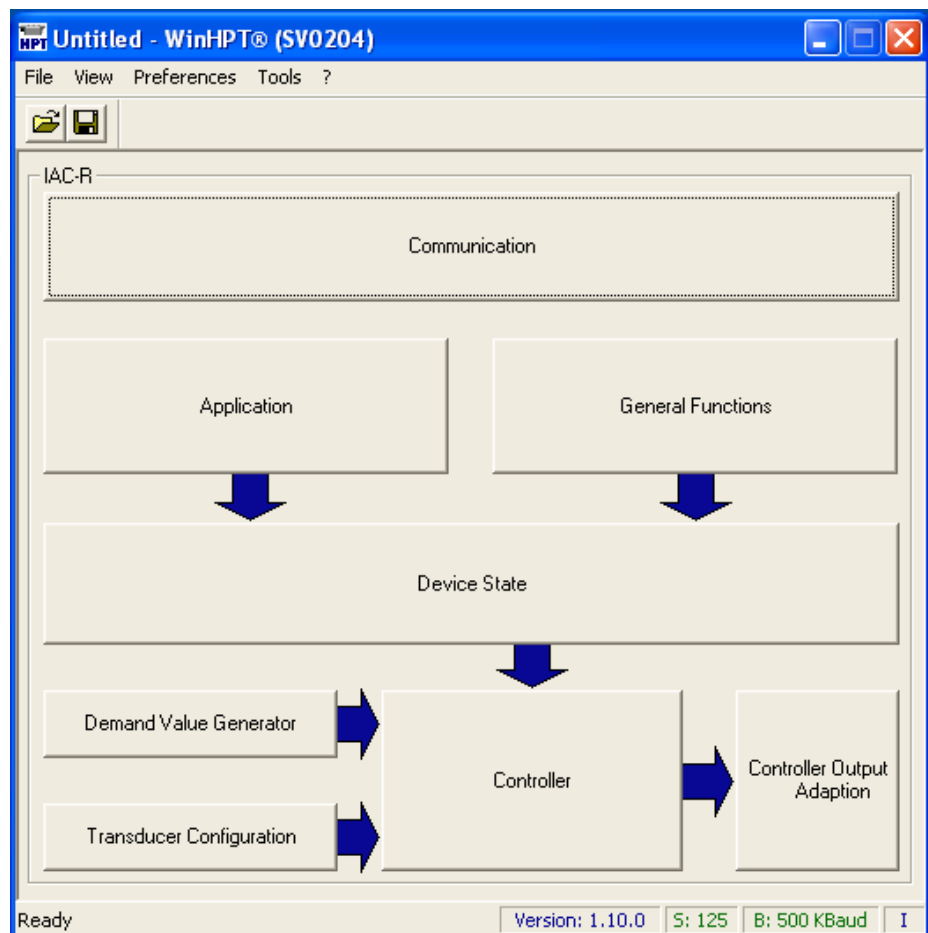 HPT Untitled - WinHPT® (SV0204)
File View Preferences Tools ?
IAC-R
Communication
Application
General Functions
Device State
Demand Value Generator
Controller
Controller Output
Adaption
Transducer Configuration
Ready
Version: 1.10.0
S: 125
B: 500 KBaud
I